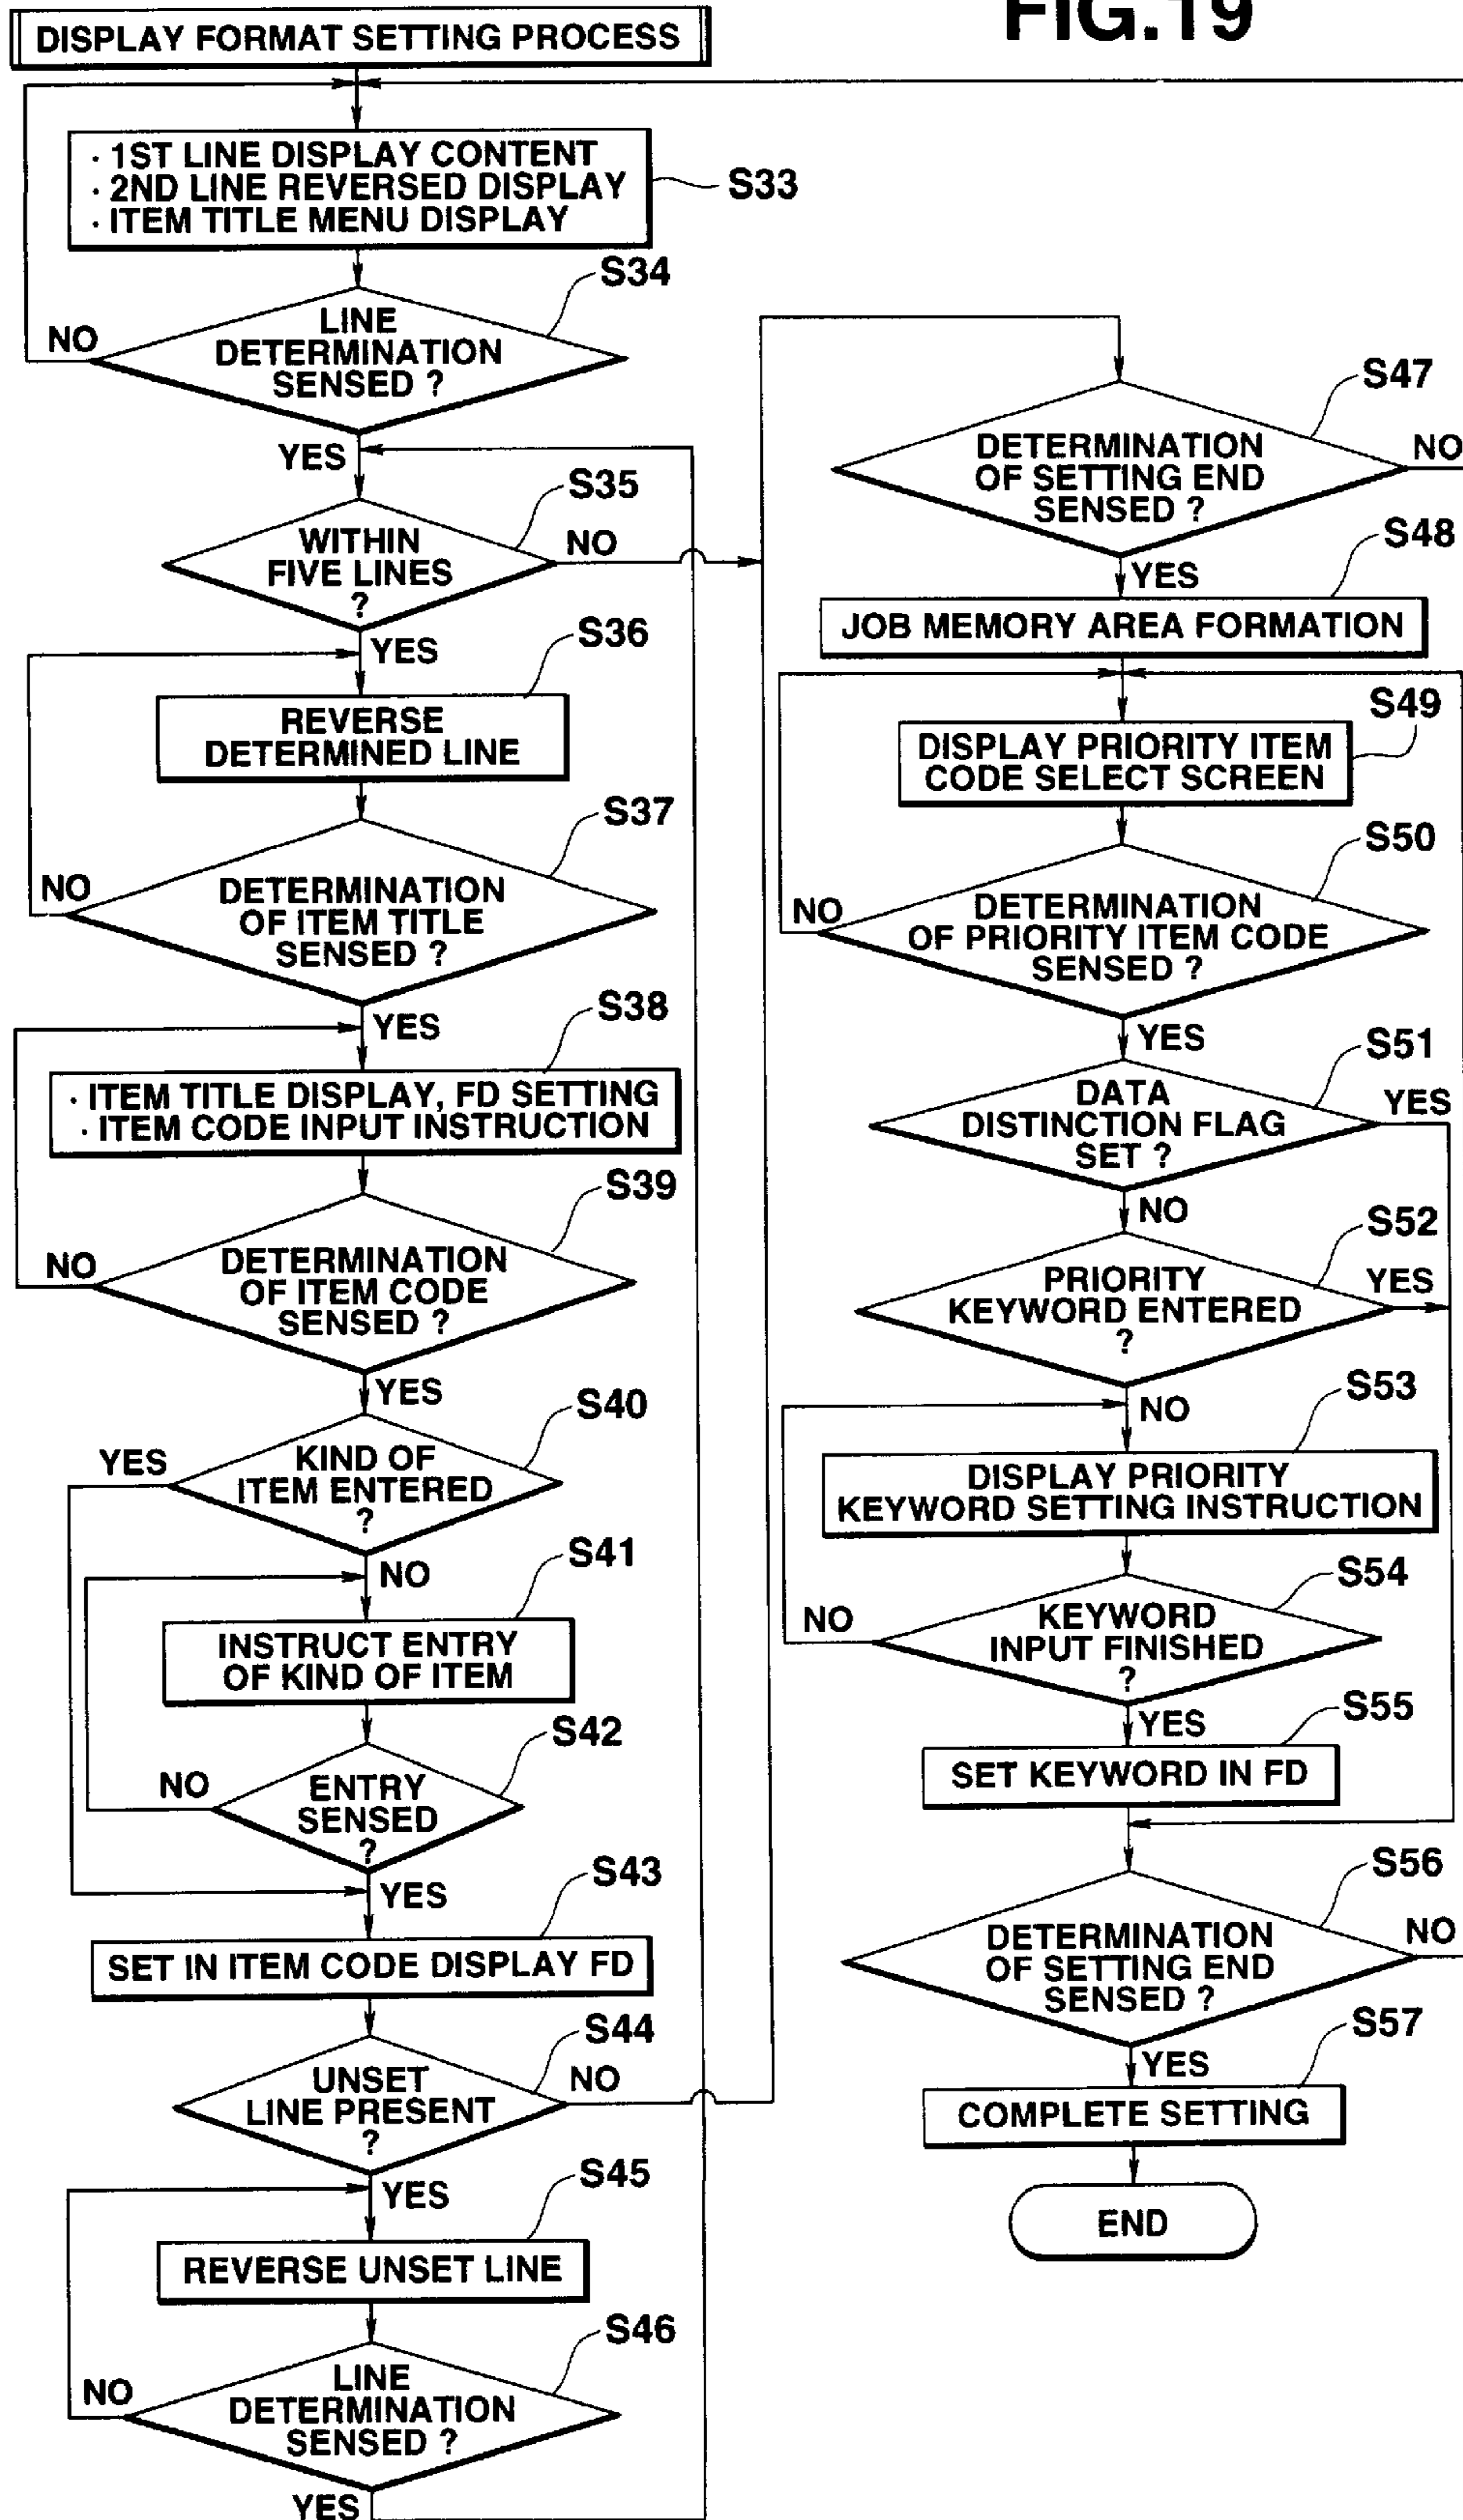 FIG.19
DISPLAY FORMAT SETTING PROCESS
· 1ST LINE DISPLAY CONTENT
· 2ND LINE REVERSED DISPLAY
· ITEM TITLE MENU DISPLAY
S33
S34
LINE
DETERMINATION
SENSED ?
NO
YES
S35
WITHIN
FIVE LINES
?
NO
YES
S36
REVERSE
DETERMINED LINE
S37
DETERMINATION
OF ITEM TITLE
SENSED ?
NO
YES
S38
· ITEM TITLE DISPLAY, FD SETTING
· ITEM CODE INPUT INSTRUCTION
S39
DETERMINATION
OF ITEM CODE
SENSED ?
NO
YES
S40
KIND OF
ITEM ENTERED
?
YES
NO
S41
INSTRUCT ENTRY
OF KIND OF ITEM
S42
ENTRY
SENSED
?
NO
YES
S43
SET IN ITEM CODE DISPLAY FD
S44
UNSET
LINE PRESENT
?
NO
YES
S45
REVERSE UNSET LINE
S46
LINE
DETERMINATION
SENSED ?
NO
YES
S47
DETERMINATION
OF SETTING END
SENSED ?
NO
YES
S48
JOB MEMORY AREA FORMATION
S49
DISPLAY PRIORITY ITEM
CODE SELECT SCREEN
S50
DETERMINATION
OF PRIORITY ITEM CODE
SENSED ?
NO
YES
S51
DATA
DISTINCTION FLAG
SET ?
YES
NO
S52
PRIORITY
KEYWORD ENTERED
?
YES
NO
S53
DISPLAY PRIORITY
KEYWORD SETTING INSTRUCTION
S54
KEYWORD
INPUT FINISHED
?
NO
YES
S55
SET KEYWORD IN FD
S56
DETERMINATION
OF SETTING END
SENSED ?
NO
YES
S57
COMPLETE SETTING
END